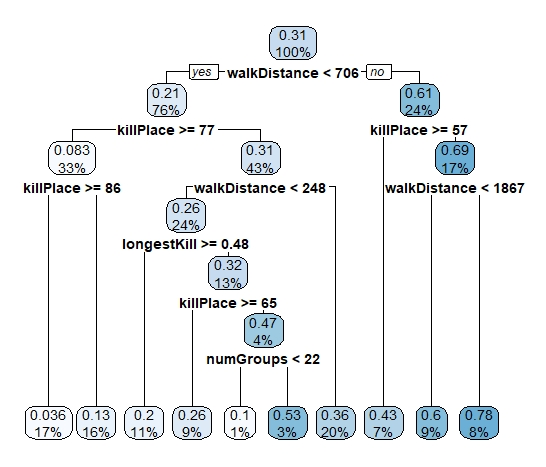 0.31
100%
yes walkDistance < 706 no
0.21
76%
0.61
24%
killPlace >= 77
killPlace >= 57
0.083
33%
0.31
43%
0.69
17%
killPlace >= 86
walkDistance < 248
walkDistance < 1867
0.26
24%
longestKill >= 0.48
0.32
13%
killPlace >= 65
0.47
4%
numGroups < 22
0.036 0.13 0.2 0.26 0.1 0.53 0.36 0.43 0.6 0.78
17% 16% 11% 9% 1% 3% 20% 7% 9% 8%